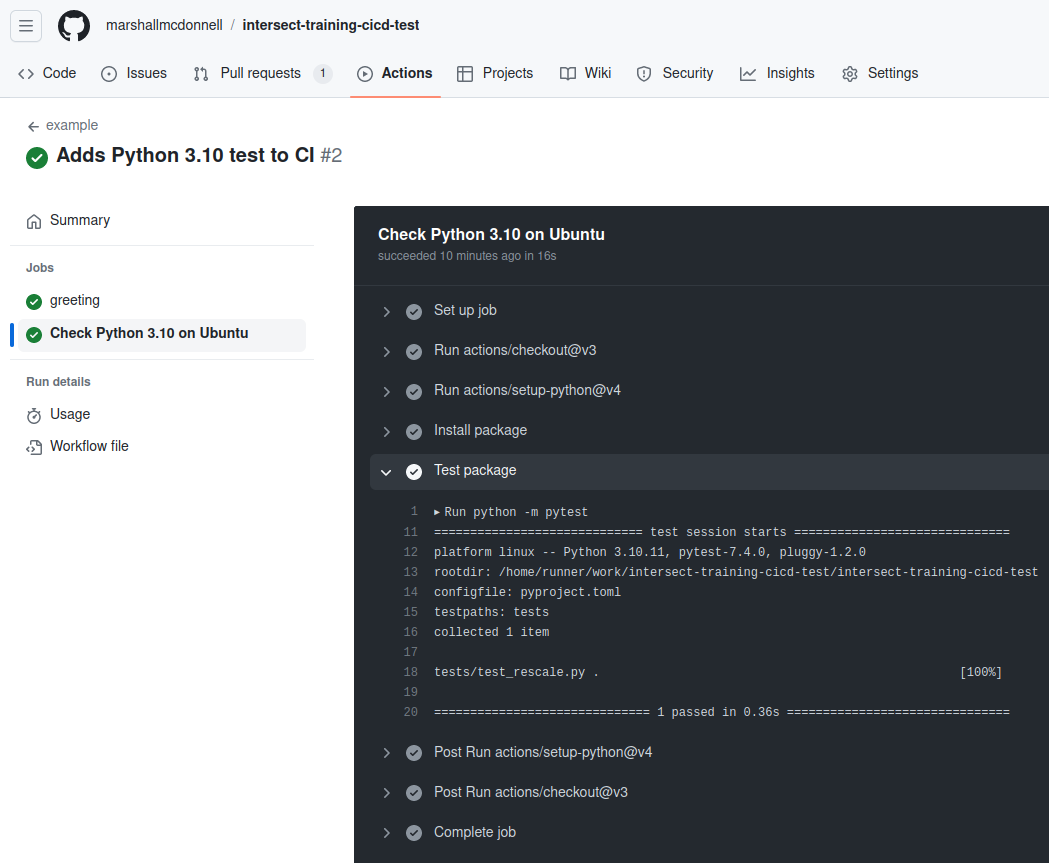 marshallmcdonnell / intersect-training-cicd-test
Code Issues Pull requests 1 Actions Projects Wiki Security Insights Settings
← example
Adds Python 3.10 test to CI #2
Summary
Jobs
greeting
Check Python 3.10 on Ubuntu
Run details
Usage
Workflow file
Check Python 3.10 on Ubuntu
succeeded 10 minutes ago in 16s
Set up job
Run actions/checkout@v3
Run actions/setup-python@v4
Install package
Test package
1 ▸ Run python -m pytest
11 ============================= test session starts ==============================
12 platform linux -- Python 3.10.11, pytest-7.4.0, pluggy-1.2.0
13 rootdir: /home/runner/work/intersect-training-cicd-test/intersect-training-cicd-test
14 configfile: pyproject.toml
15 testpaths: tests
16 collected 1 item
17
18 tests/test_rescale.py . [100%]
19
20 ============================== 1 passed in 0.36s ===============================
Post Run actions/setup-python@v4
Post Run actions/checkout@v3
Complete job